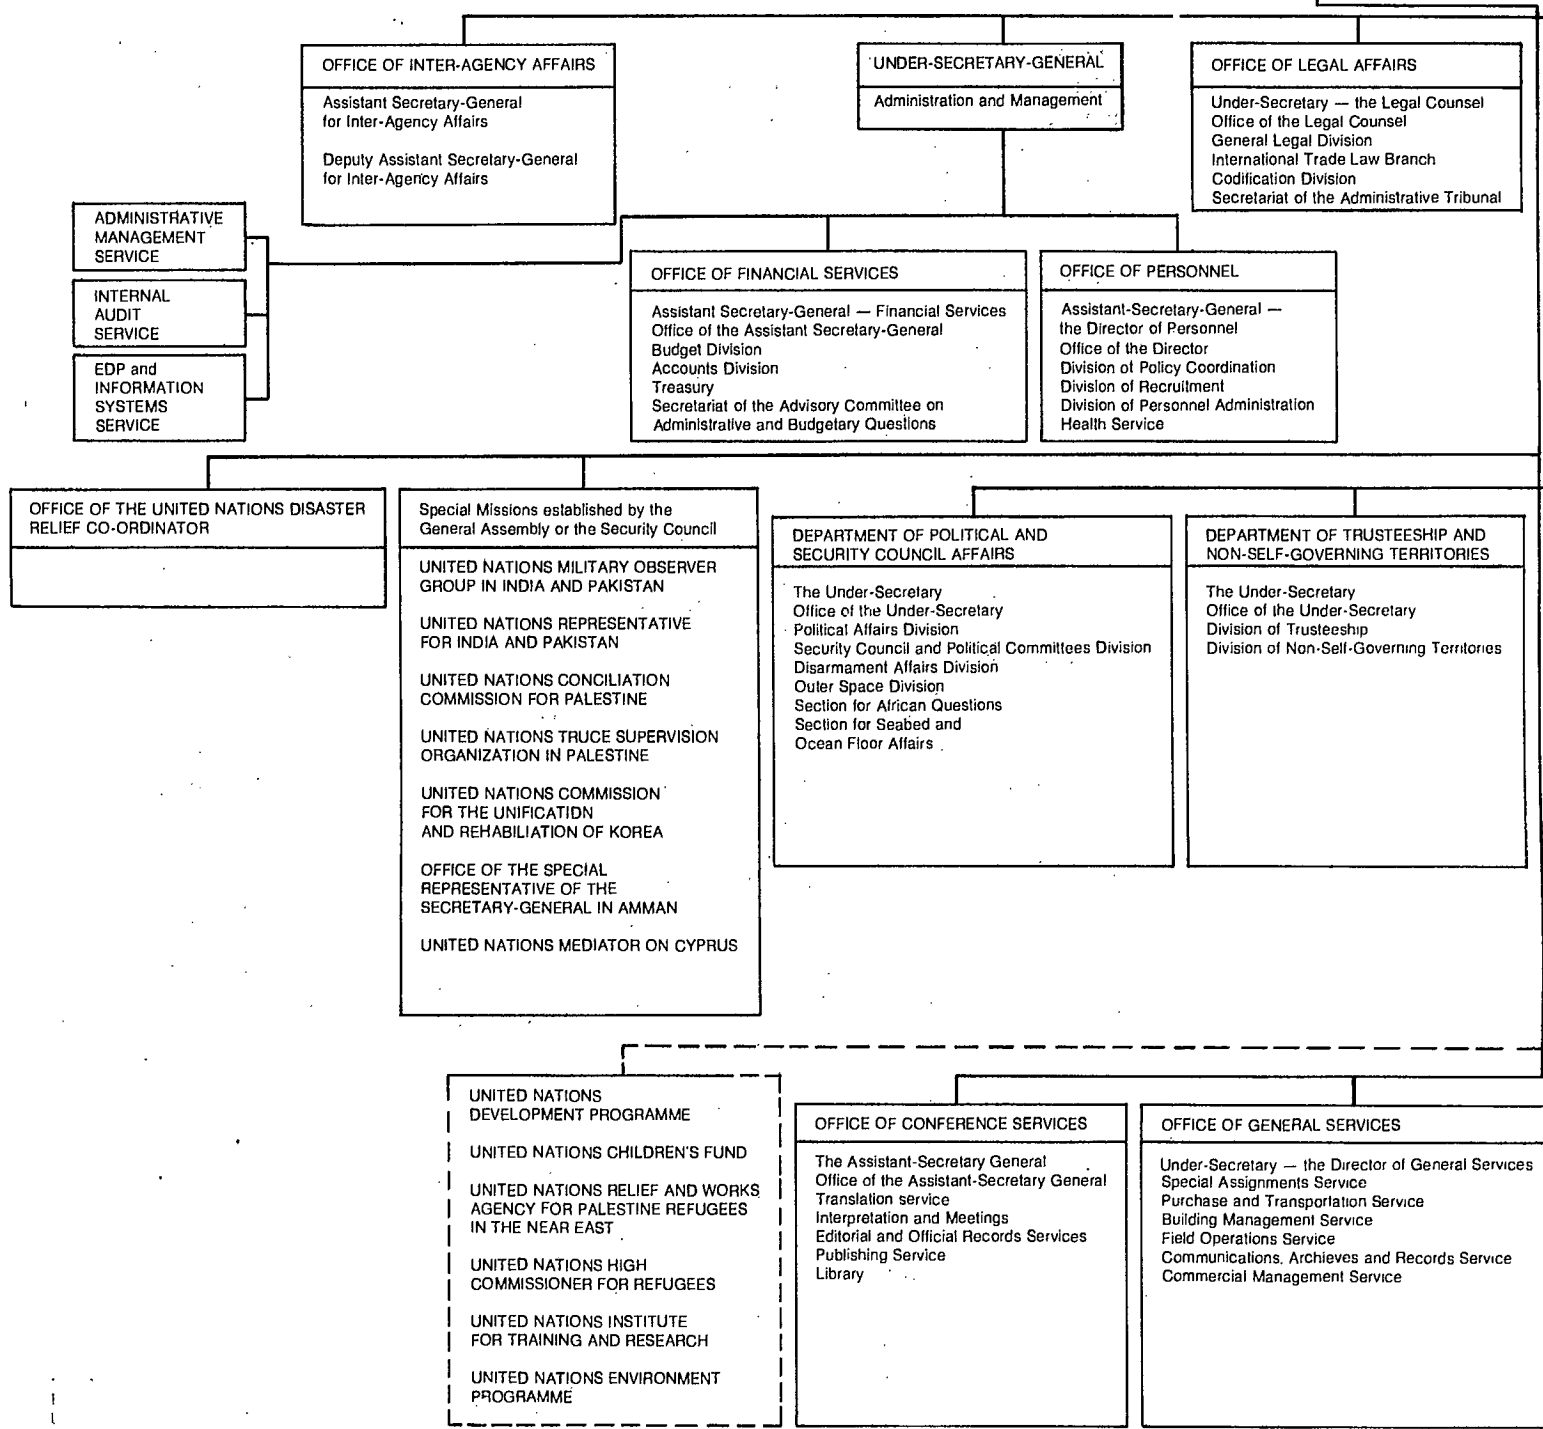 OFFICE OF INTER-AGENCY AFFAIRS
Assistant Secretary-General
for Inter-Agency Affairs
Deputy Assistant Secretary-General
for Inter-Agency Affairs
UNDER-SECRETARY-GENERAL
Administration and Management
OFFICE OF LEGAL AFFAIRS
Under-Secretary — the Legal Counsel
Office of the Legal Counsel
General Legal Division
International Trade Law Branch
Codification Division
Secretariat of the Administrative Tribunal
ADMINISTRATIVE
MANAGEMENT
SERVICE
INTERNAL
AUDIT
SERVICE
EDP and
INFORMATION
SYSTEMS
SERVICE
OFFICE OF FINANCIAL SERVICES
Assistant Secretary-General — Financial Services
Office of the Assistant Secretary-General
Budget Division
Accounts Division
Treasury
Secretariat of the Advisory Committee on
Administrative and Budgetary Questions
OFFICE OF PERSONNEL
Assistant-Secretary-General —
the Director of Personnel
Office of the Director
Division of Policy Coordination
Division of Recruitment
Division of Personnel Administration
Health Service
OFFICE OF THE UNITED NATIONS DISASTER
RELIEF CO-ORDINATOR
Special Missions established by the
General Assembly or the Security Council
UNITED NATIONS MILITARY OBSERVER
GROUP IN INDIA AND PAKISTAN
UNITED NATIONS REPRESENTATIVE
FOR INDIA AND PAKISTAN
UNITED NATIONS CONCILIATION
COMMISSION FOR PALESTINE
UNITED NATIONS TRUCE SUPERVISION
ORGANIZATION IN PALESTINE
UNITED NATIONS COMMISSION
FOR THE UNIFICATION
AND REHABILIATION OF KOREA
OFFICE OF THE SPECIAL
REPRESENTATIVE OF THE
SECRETARY-GENERAL IN AMMAN
UNITED NATIONS MEDIATOR ON CYPRUS
DEPARTMENT OF POLITICAL AND
SECURITY COUNCIL AFFAIRS
The Under-Secretary
Office of the Under-Secretary
Political Affairs Division
Security Council and Political Committees Division
Disarmament Affairs Division
Outer Space Division
Section for African Questions
Section for Seabed and
Ocean Floor Affairs
DEPARTMENT OF TRUSTEESHIP AND
NON-SELF-GOVERNING TERRITORIES
The Under-Secretary
Office of the Under-Secretary
Division of Trusteeship
Division of Non-Self-Governing Territories
UNITED NATIONS
DEVELOPMENT PROGRAMME
UNITED NATIONS CHILDREN'S FUND
UNITED NATIONS RELIEF AND WORKS
AGENCY FOR PALESTINE REFUGEES
IN THE NEAR EAST
UNITED NATIONS HIGH
COMMISSIONER FOR REFUGEES
UNITED NATIONS INSTITUTE
FOR TRAINING AND RESEARCH
UNITED NATIONS ENVIRONMENT
PROGRAMME
OFFICE OF CONFERENCE SERVICES
The Assistant-Secretary General
Office of the Assistant-Secretary General
Translation service
Interpretation and Meetings
Editorial and Official Records Services
Publishing Service
Library
OFFICE OF GENERAL SERVICES
Under-Secretary — the Director of General Services
Special Assignments Service
Purchase and Transportation Service
Building Management Service
Field Operations Service
Communications, Archieves and Records Service
Commercial Management Service